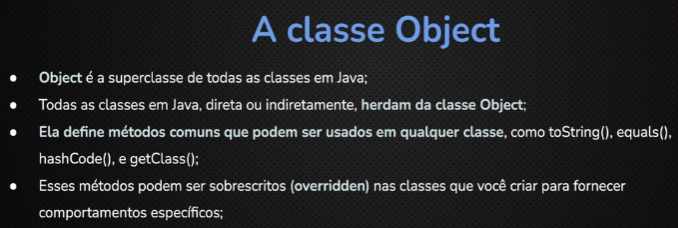 A classe Object
● Object é a superclasse de todas as classes em Java;
● Todas as classes em Java, direta ou indiretamente, herdam da classe Object;
● Ela define métodos comuns que podem ser usados em qualquer classe, como toString(), equals(),
hashCode(), e getClass();
● Esses métodos podem ser sobrescritos (overridden) nas classes que você criar para fornecer
comportamentos específicos;